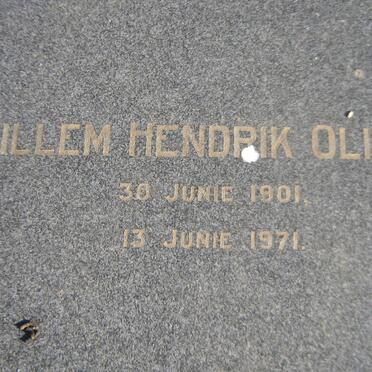 ILLEM HENDRIK OLI
30 JUNIE 1901.
13 JUNIE 1971.